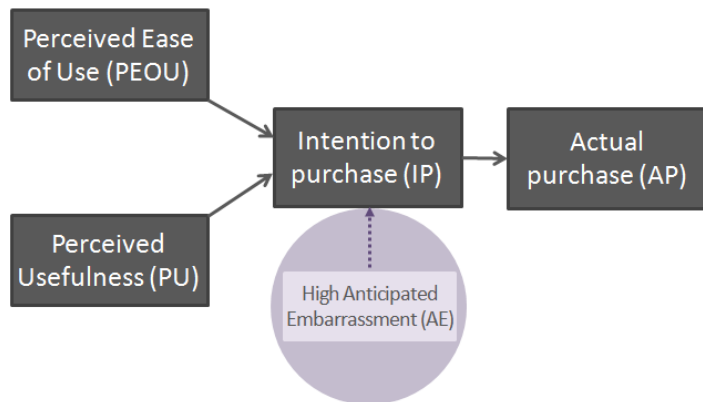 Perceived Ease
of Use (PEOU)
Intention to
purchase (IP)
Actual
purchase (AP)
Perceived
Usefulness (PU)
High Anticipated
Embarrassment (AE)